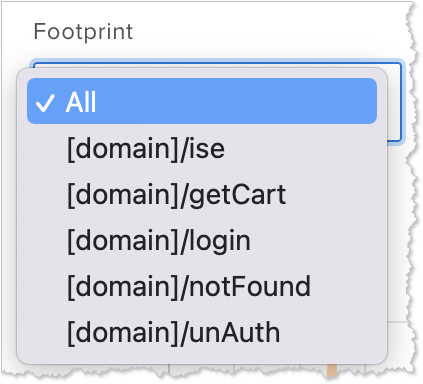 Footprint
✓ All
[domain]/ise
[domain]/getCart
[domain]/login
[domain]/notFound
[domain]/unAuth